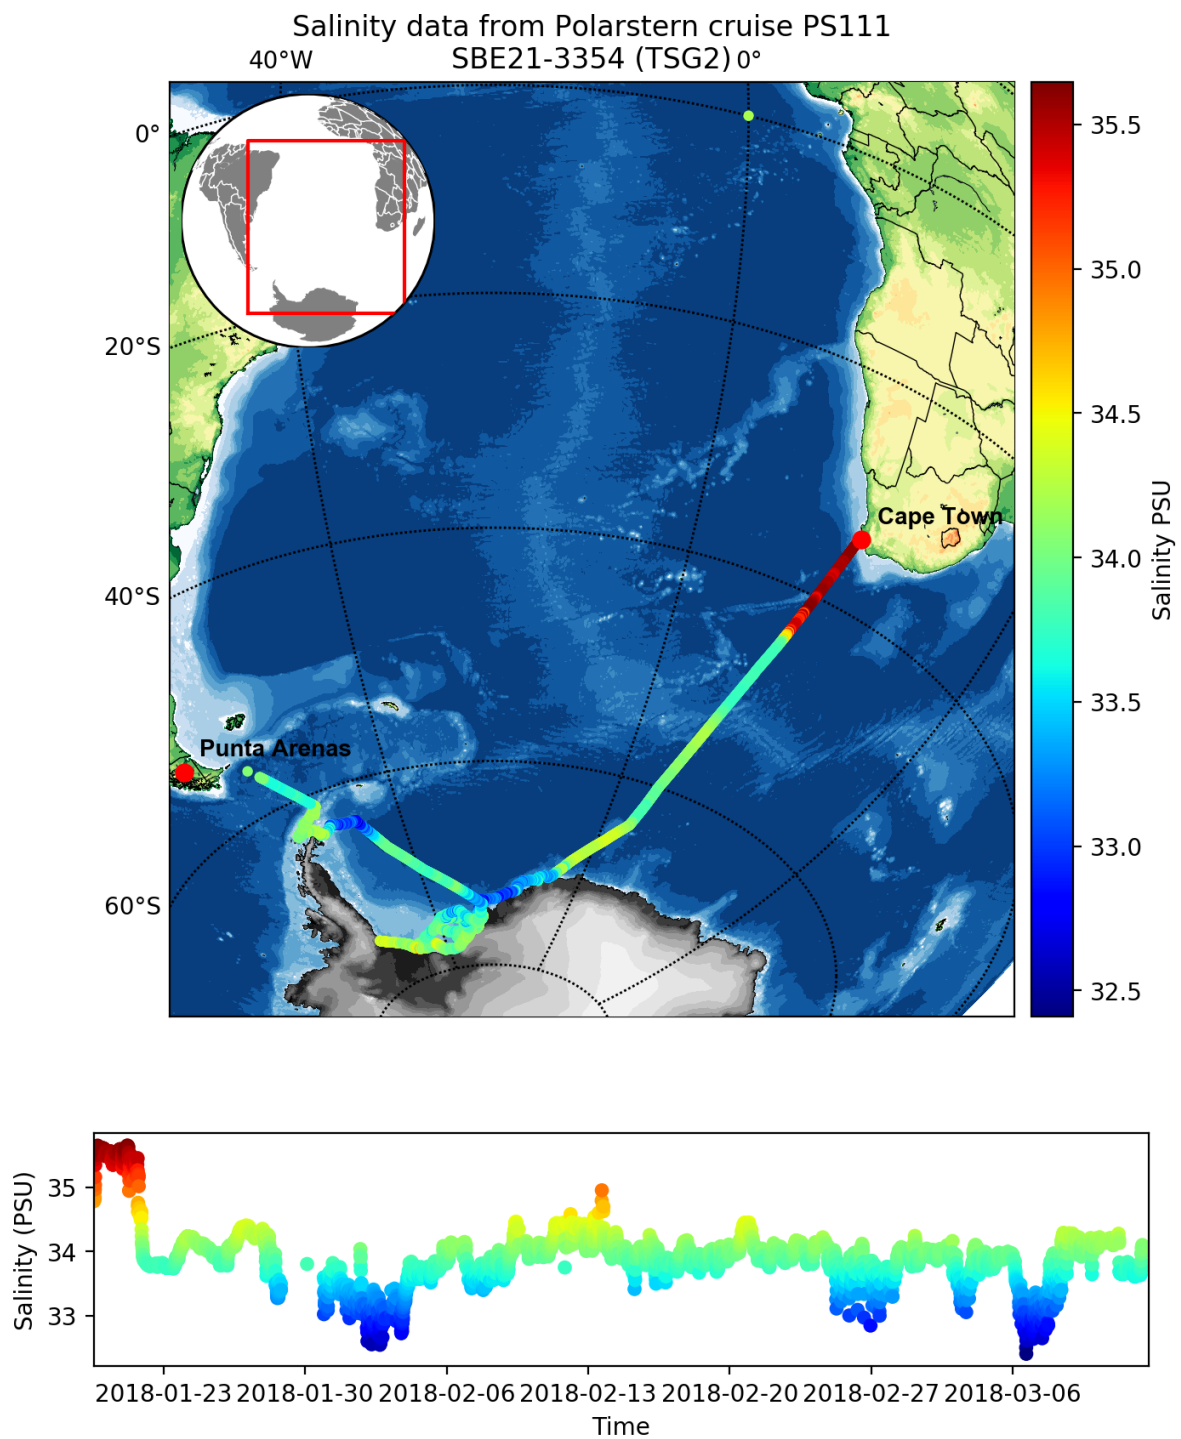 Salinity data from Polarstern cruise PS111
SBE21-3354 (TSG2)
40°W
0°
0°
20°S
40°S
60°S
Cape Town
Punta Arenas
35.5
35.0
34.5
34.0
33.5
33.0
32.5
Salinity PSU
Salinity (PSU)
35
34
33
2018-01-23
2018-01-30
2018-02-06
2018-02-13
2018-02-20
2018-02-27
2018-03-06
Time